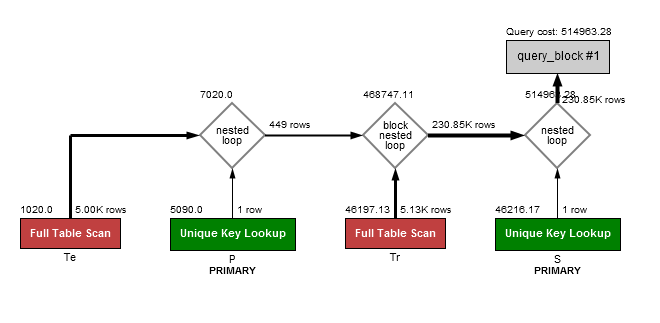 Query cost: 514963.28
query_block #1
7020.0
468747.11
514963.28
230.85K rows
nested
loop
449 rows
block
nested
loop
230.85K rows
nested
loop
1020.0
5.00K rows
5090.0
1 row
46197.13
5.13K rows
46216.17
1 row
Full Table Scan
Unique Key Lookup
Full Table Scan
Unique Key Lookup
Te
P
Tr
S
PRIMARY
PRIMARY